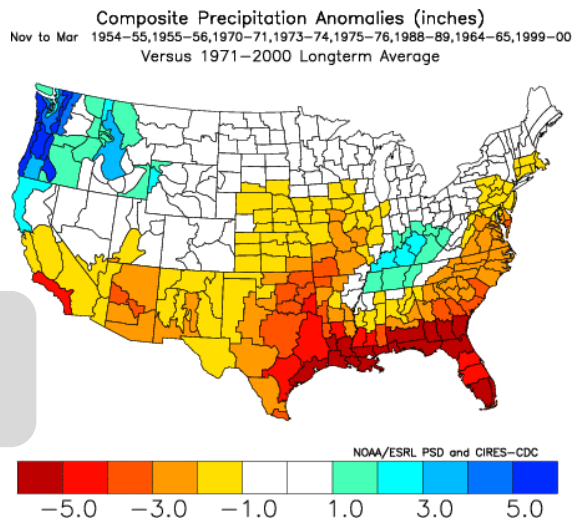 Composite Precipitation Anomalies (inches)
Nov to Mar 1954-55,1955-56,1970-71,1973-74,1975-76,1988-89,1964-65,1999-00
Versus 1971-2000 Longterm Average
NOAA/ESRL PSD and CIRES-CDC
-5.0 -3.0 -1.0 1.0 3.0 5.0